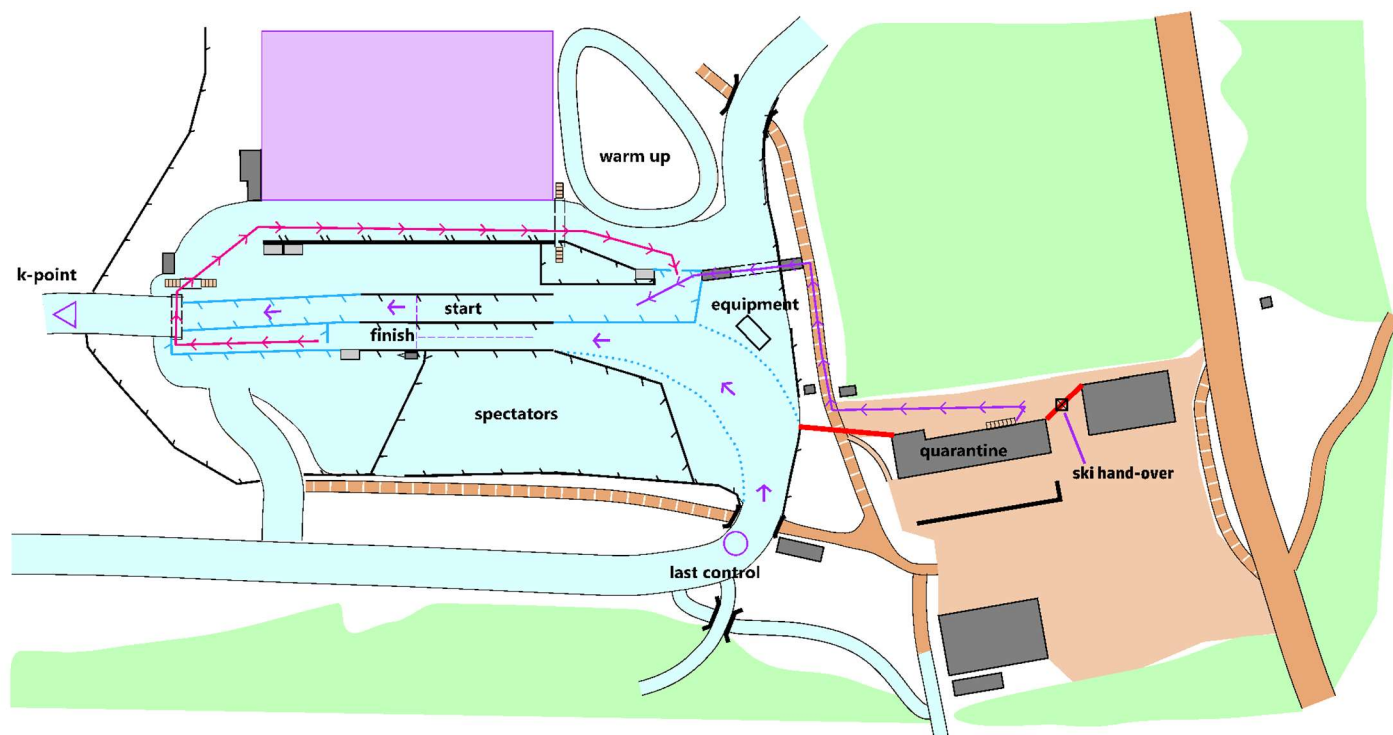 warm up
k-point
equipment
start
finish
spectators
quarantine
ski hand-over
last control